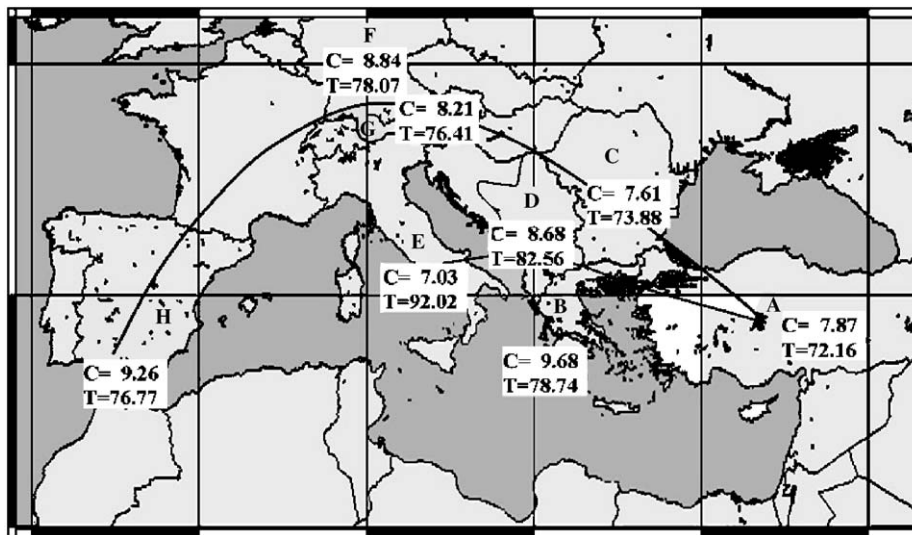 F
C= 8.84
T=78.07
G
C= 8.21
T=76.41
C
C= 7.61
T=73.88
D
C= 8.68
T=82.56
E
C= 7.03
T=92.02
B
C= 9.68
T=78.74
A
C= 7.87
T=72.16
H
C= 9.26
T=76.77